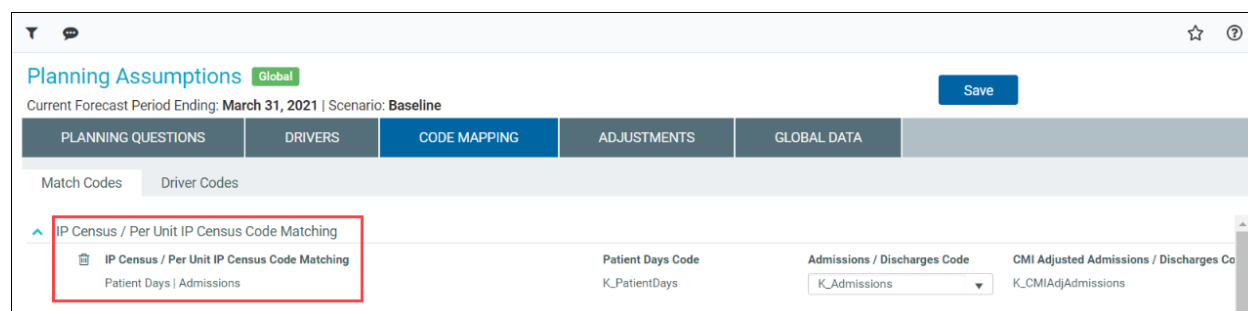 Planning Assumptions Global
Save
Current Forecast Period Ending: March 31, 2021 | Scenario: Baseline
PLANNING QUESTIONS DRIVERS CODE MAPPING ADJUSTMENTS GLOBAL DATA
Match Codes Driver Codes
IP Census / Per Unit IP Census Code Matching
IP Census / Per Unit IP Census Code Matching Patient Days Code Admissions / Discharges Code CMI Adjusted Admissions / Discharges Co
Patient Days | Admissions K_PatientDays K_Admissions K_CMIAdjAdmissions